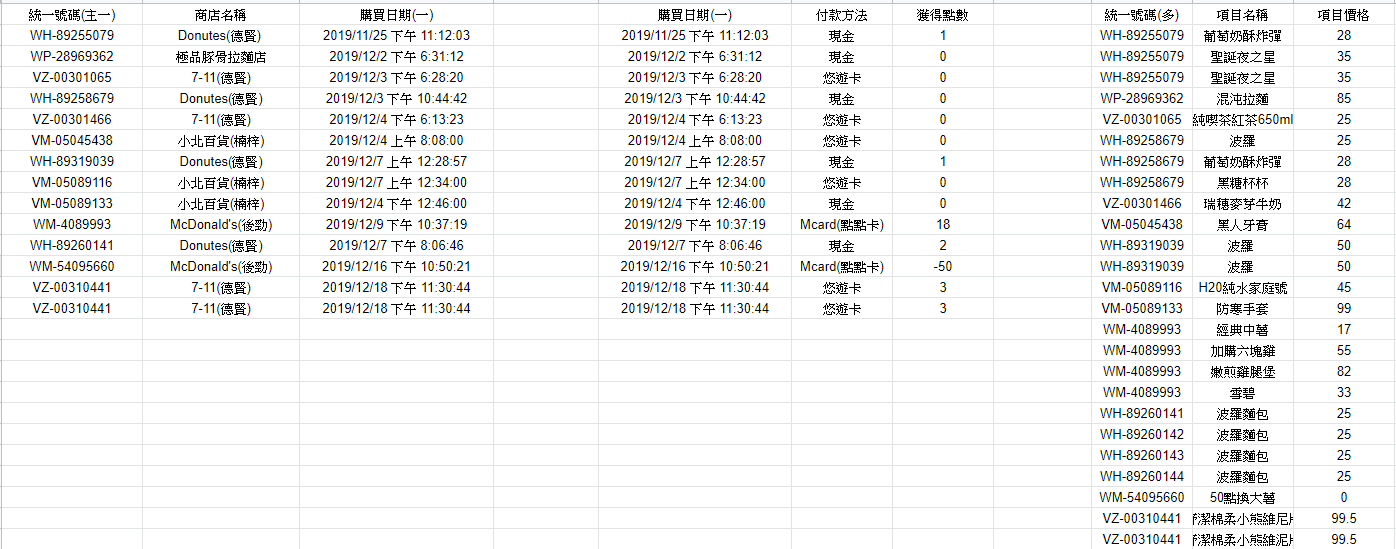 統一號碼(主一) 商店名稱 購買日期(一) 購買日期(一) 付款方法 獲得點數 統一號碼(多) 項目名稱 項目價格
WH-89255079 Donutes(德賢) 2019/11/25 下午 11:12:03 2019/11/25 下午 11:12:03 現金 1 WH-89255079 葡萄奶酥炸彈 28
WP-28969362 極品豚骨拉麵店 2019/12/2 下午 6:31:12 2019/12/2 下午 6:31:12 現金 0 WH-89255079 聖誕夜之星 35
VZ-00301065 7-11(德賢) 2019/12/3 下午 6:28:20 2019/12/3 下午 6:28:20 悠遊卡 0 WH-89255079 聖誕夜之星 35
WH-89258679 Donutes(德賢) 2019/12/3 下午 10:44:42 2019/12/3 下午 10:44:42 現金 0 WP-28969362 混沌拉麵 85
VZ-00301466 7-11(德賢) 2019/12/4 下午 6:13:23 2019/12/4 下午 6:13:23 悠遊卡 0 VZ-00301065 純喫茶紅茶650ml 25
VM-05045438 小北百貨(楠梓) 2019/12/4 上午 8:08:00 2019/12/4 上午 8:08:00 悠遊卡 0 WH-89258679 波羅 25
WH-89319039 Donutes(德賢) 2019/12/7 上午 12:28:57 2019/12/7 上午 12:28:57 現金 1 WH-89258679 葡萄奶酥炸彈 28
VM-05089116 小北百貨(楠梓) 2019/12/7 上午 12:34:00 2019/12/7 上午 12:34:00 悠遊卡 0 WH-89258679 黑糖杯杯 28
VM-05089133 小北百貨(楠梓) 2019/12/4 下午 12:46:00 2019/12/4 下午 12:46:00 現金 0 VZ-00301466 瑞穗麥芽牛奶 42
WM-4089993 McDonald's(後勁) 2019/12/9 下午 10:37:19 2019/12/9 下午 10:37:19 Mcard(點點卡) 18 VM-05045438 黑人牙膏 64
WH-89260141 Donutes(德賢) 2019/12/7 下午 8:06:46 2019/12/7 下午 8:06:46 現金 2 WH-89319039 波羅 50
WM-54095660 McDonald's(後勁) 2019/12/16 下午 10:50:21 2019/12/16 下午 10:50:21 Mcard(點點卡) -50 WH-89319039 波羅 50
VZ-00310441 7-11(德賢) 2019/12/18 下午 11:30:44 2019/12/18 下午 11:30:44 悠遊卡 3 VM-05089116 H20純水家庭號 45
VZ-00310441 7-11(德賢) 2019/12/18 下午 11:30:44 2019/12/18 下午 11:30:44 悠遊卡 3 VM-05089133 防寒手套 99
WM-4089993 經典中薯 17
WM-4089993 加購六塊雞 55
WM-4089993 嫩煎雞腿堡 82
WM-4089993 雪碧 33
WH-89260141 波羅麵包 25
WH-89260142 波羅麵包 25
WH-89260143 波羅麵包 25
WH-89260144 波羅麵包 25
WM-54095660 50點換大薯 0
VZ-00310441 潔棉柔小熊維尼 99.5
VZ-00310441 潔棉柔小熊維泥 99.5